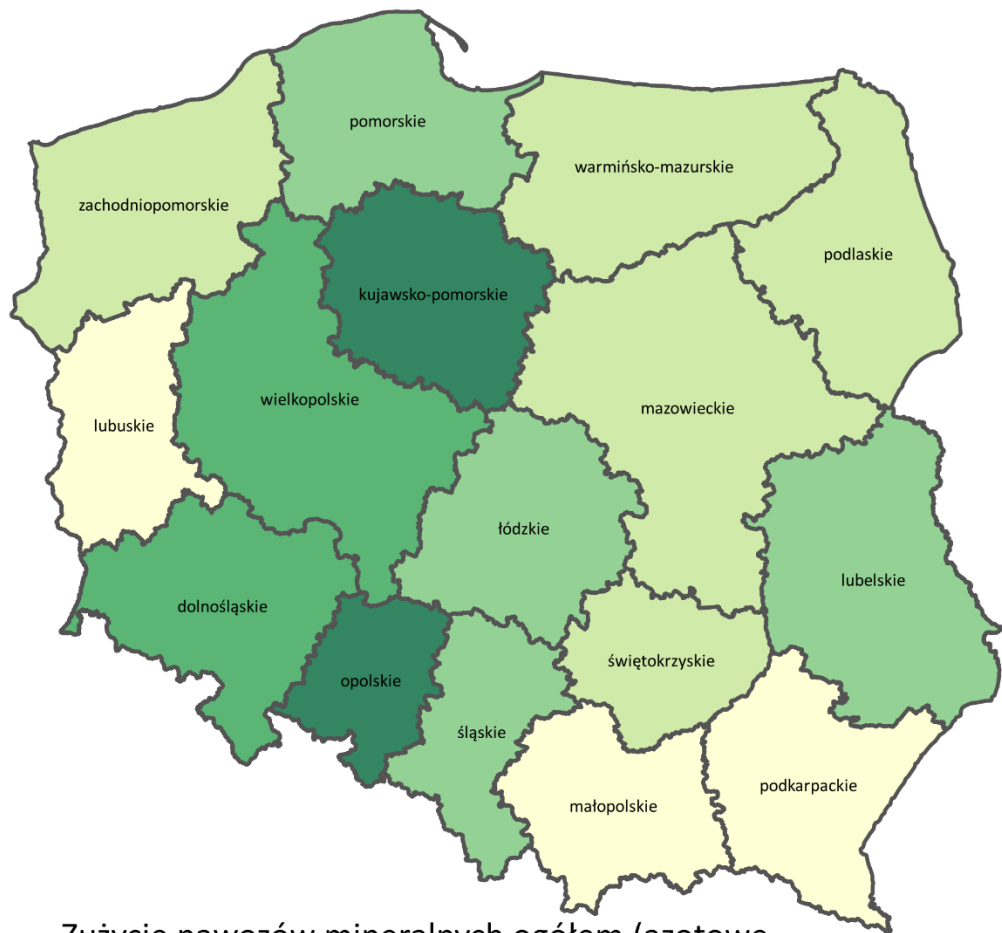 pomorskie
warmińsko-mazurskie
zachodniopomorskie
podlaskie
kujawsko-pomorskie
wielkopolskie
mazowieckie
lubuskie
łódzkie
lubelskie
dolnośląskie
świętokrzyskie
opolskie
śląskie
podkarpackie
małopolskie
Zużycie nawozów mineralnych ogółem (azotowe